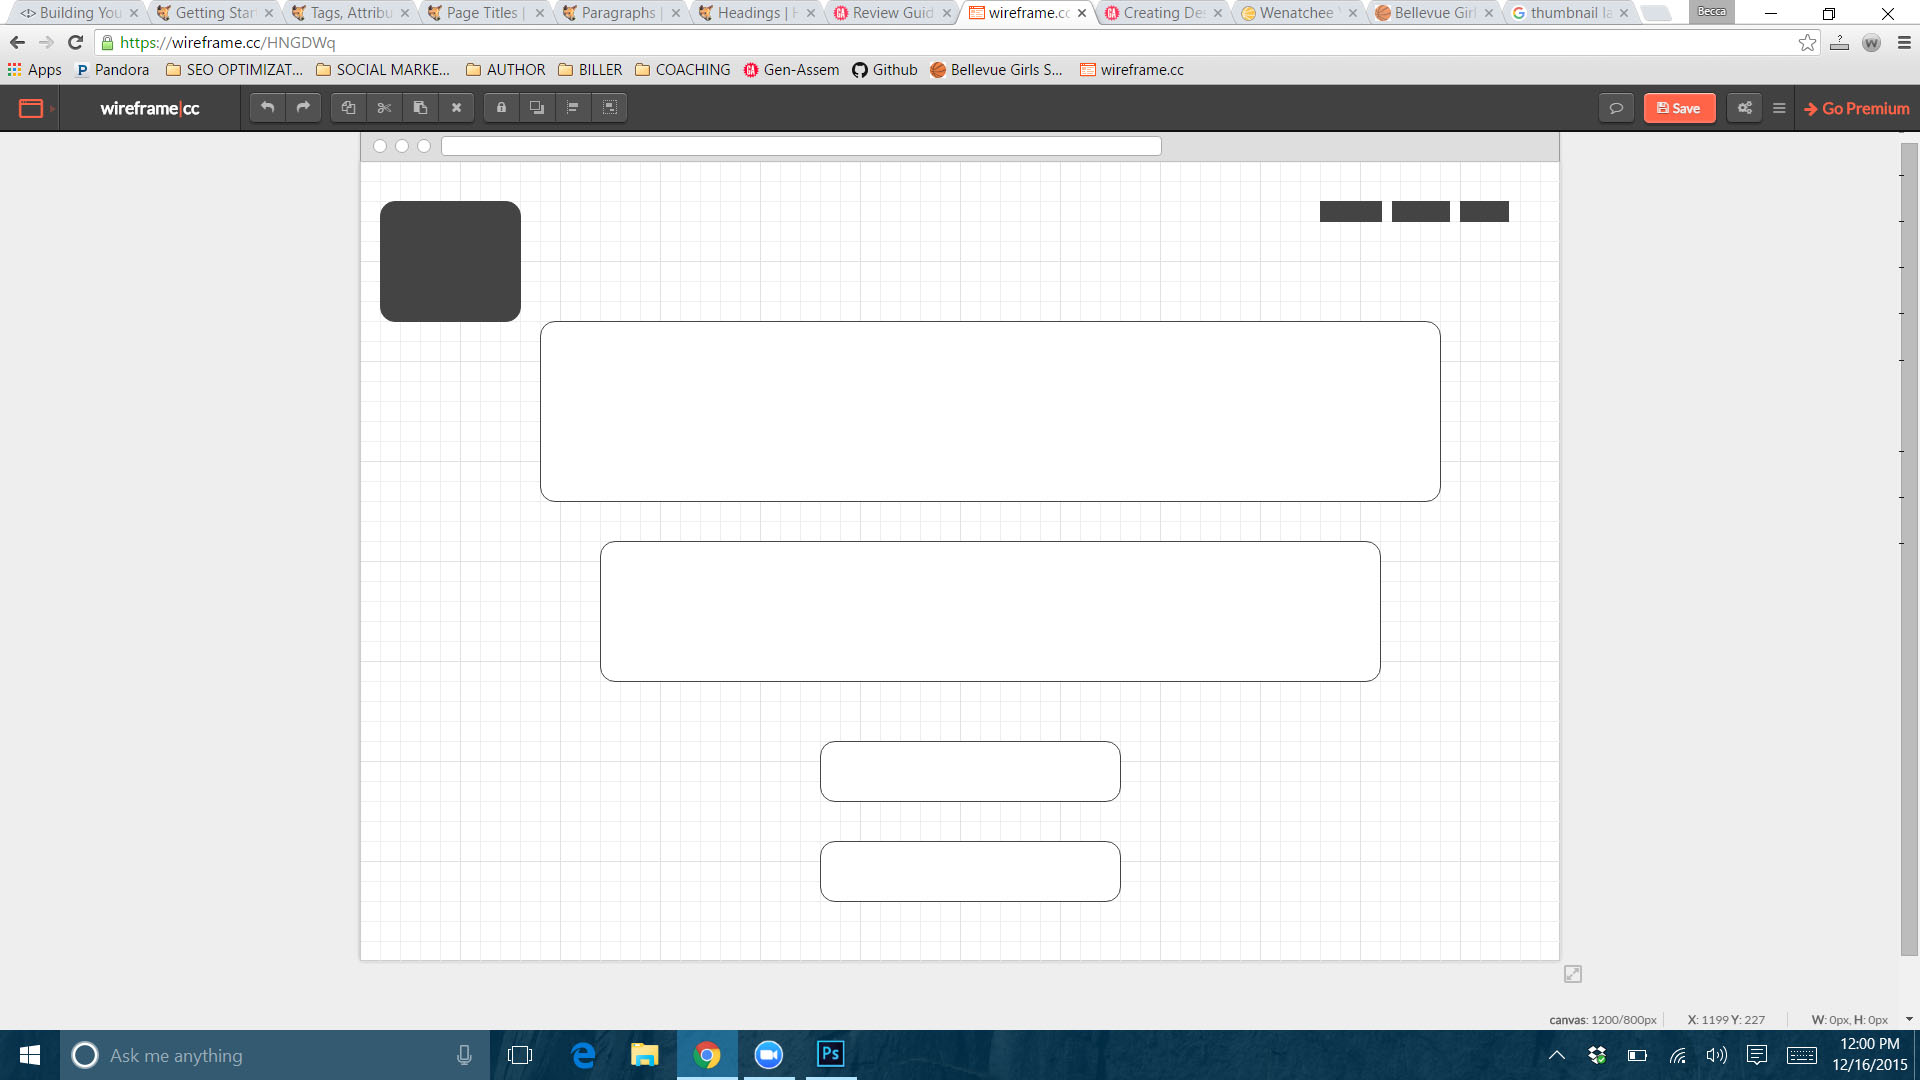 Building You Getting Star Tags, Attribu Page Titles | Paragraphs | Headings | H Review Guid wireframe.cc Creating Des Wenatchee Bellevue Girl thumbnail la Becca
https://wireframe.cc/HNGDWq
Apps Pandora SEO OPTIMIZAT... SOCIAL MARKE... AUTHOR BILLER COACHING Gen-Assem Github Bellevue Girls S... wireframe.cc
wireframe|cc Save Go Premium
canvas: 1200/800px X: 1199 Y: 227 W: 0px, H: 0px
Ask me anything Ps 12:00 PM
12/16/2015